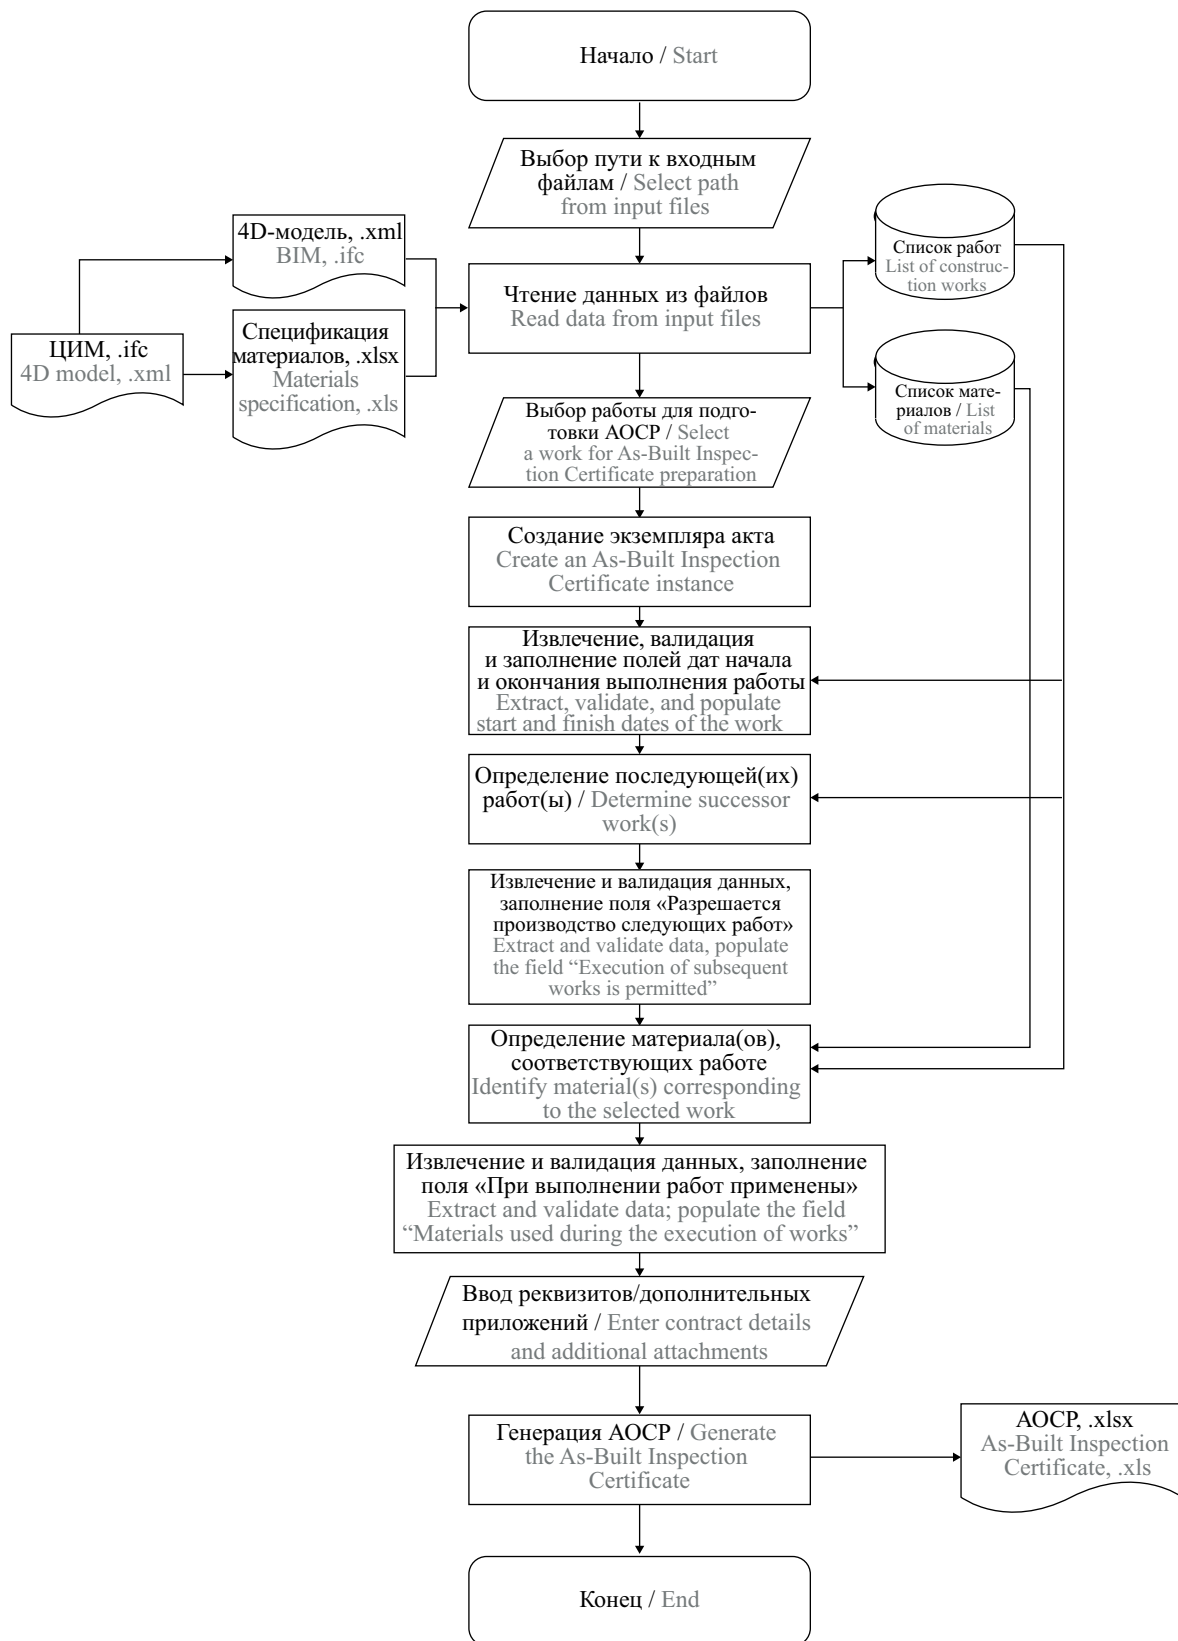 Начало / Start
Выбор пути к входным
файлам / Select path
from input files
4D-модель, .xml
BIM, .ifc
Список работ
List of construc-
tion works
Чтение данных из файлов
Read data from input files
ЦИМ, .ifc
4D model, .xml
Спецификация
материалов, .xlsx
Materials
specification, .xls
Список мате-
риалов / List
of materials
Выбор работы для подго-
товки АОСР / Select
a work for As-Built Inspec-
tion Certificate preparation
Создание экземпляра акта
Create an As-Built Inspection
Certificate instance
Извлечение, валидация
и заполнение полей дат начала
и окончания выполнения работы
Extract, validate, and populate
start and finish dates of the work
Определение последующей(их)
работ(ы) / Determine successor
work(s)
Извлечение и валидация данных,
заполнение поля «Разрешается
производство следующих работ»
Extract and validate data, populate
the field “Execution of subsequent
works is permitted”
Определение материала(ов),
соответствующих работе
Identify material(s) corresponding
to the selected work
Извлечение и валидация данных, заполнение
поля «При выполнении работ применены»
Extract and validate data; populate the field
“Materials used during the execution of works”
Ввод реквизитов/дополнительных
приложений / Enter contract details
and additional attachments
Генерация АОСР / Generate
the As-Built Inspection
Certificate
АОСР, .xlsx
As-Built Inspection
Certificate, .xls
Конец / End